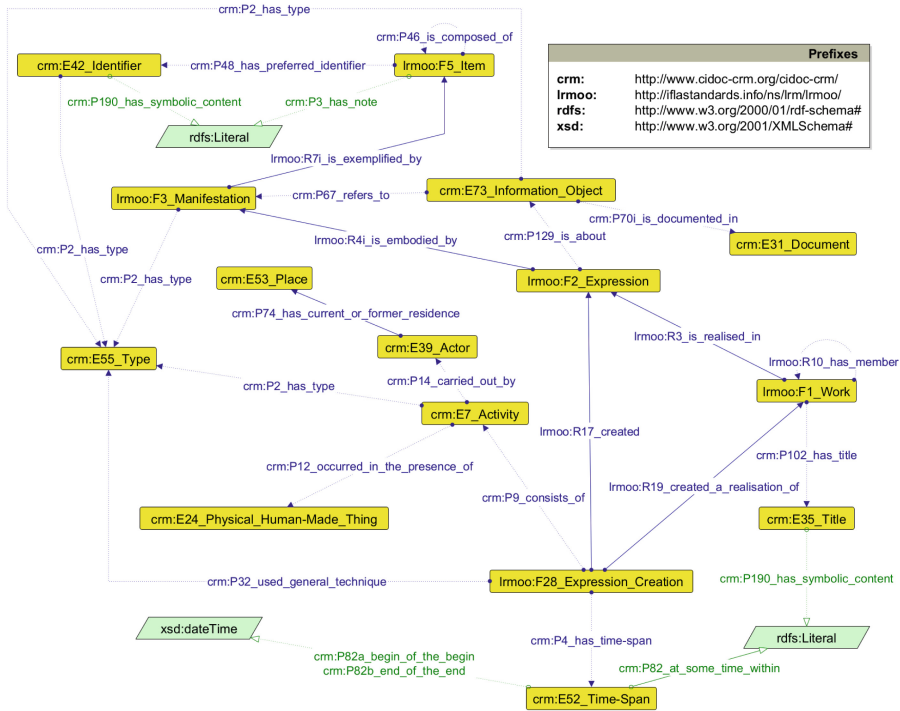 crm:P2_has_type
crm:P46_is_composed_of
crm:E42_Identifier
crm:P48_has_preferred_identifier
lrmoo:F5_Item
crm:P190_has_symbolic_content
crm:P3_has_note
rdfs:Literal
Prefixes
crm: http://www.cidoc-crm.org/cidoc-crm/
lrmoo: http://iflastandards.info/ns/lrm/lrmoo/
rdfs: http://www.w3.org/2000/01/rdf-schema#
xsd: http://www.w3.org/2001/XMLSchema#
lrmoo:R7i_is_exemplified_by
lrmoo:F3_Manifestation
crm:P67_refers_to
crm:E73_Information_Object
crm:P70i_is_documented_in
lrmoo:R4i_is_embodied_by
crm:P129_is_about
crm:E31_Document
crm:P2_has_type
crm:P2_has_type
crm:E53_Place
lrmoo:F2_Expression
crm:P74_has_current_or_former_residence
lrmoo:R3_is_realised_in
crm:E39_Actor
crm:E55_Type
lrmoo:R10_has_member
crm:P14_carried_out_by
crm:P2_has_type
lrmoo:F1_Work
crm:E7_Activity
lrmoo:R17_created
crm:P102_has_title
crm:P12_occurred_in_the_presence_of
lrmoo:R19_created_a_realisation_of
crm:P9_consists_of
crm:E24_Physical_Human-Made_Thing
crm:E35_Title
crm:P32_used_general_technique
lrmoo:F28_Expression_Creation
crm:P190_has_symbolic_content
xsd:dateTime
crm:P4_has_time-span
rdfs:Literal
crm:P82a_begin_of_the_begin
crm:P82b_end_of_the_end
crm:P82_at_some_time_within
crm:E52_Time-Span